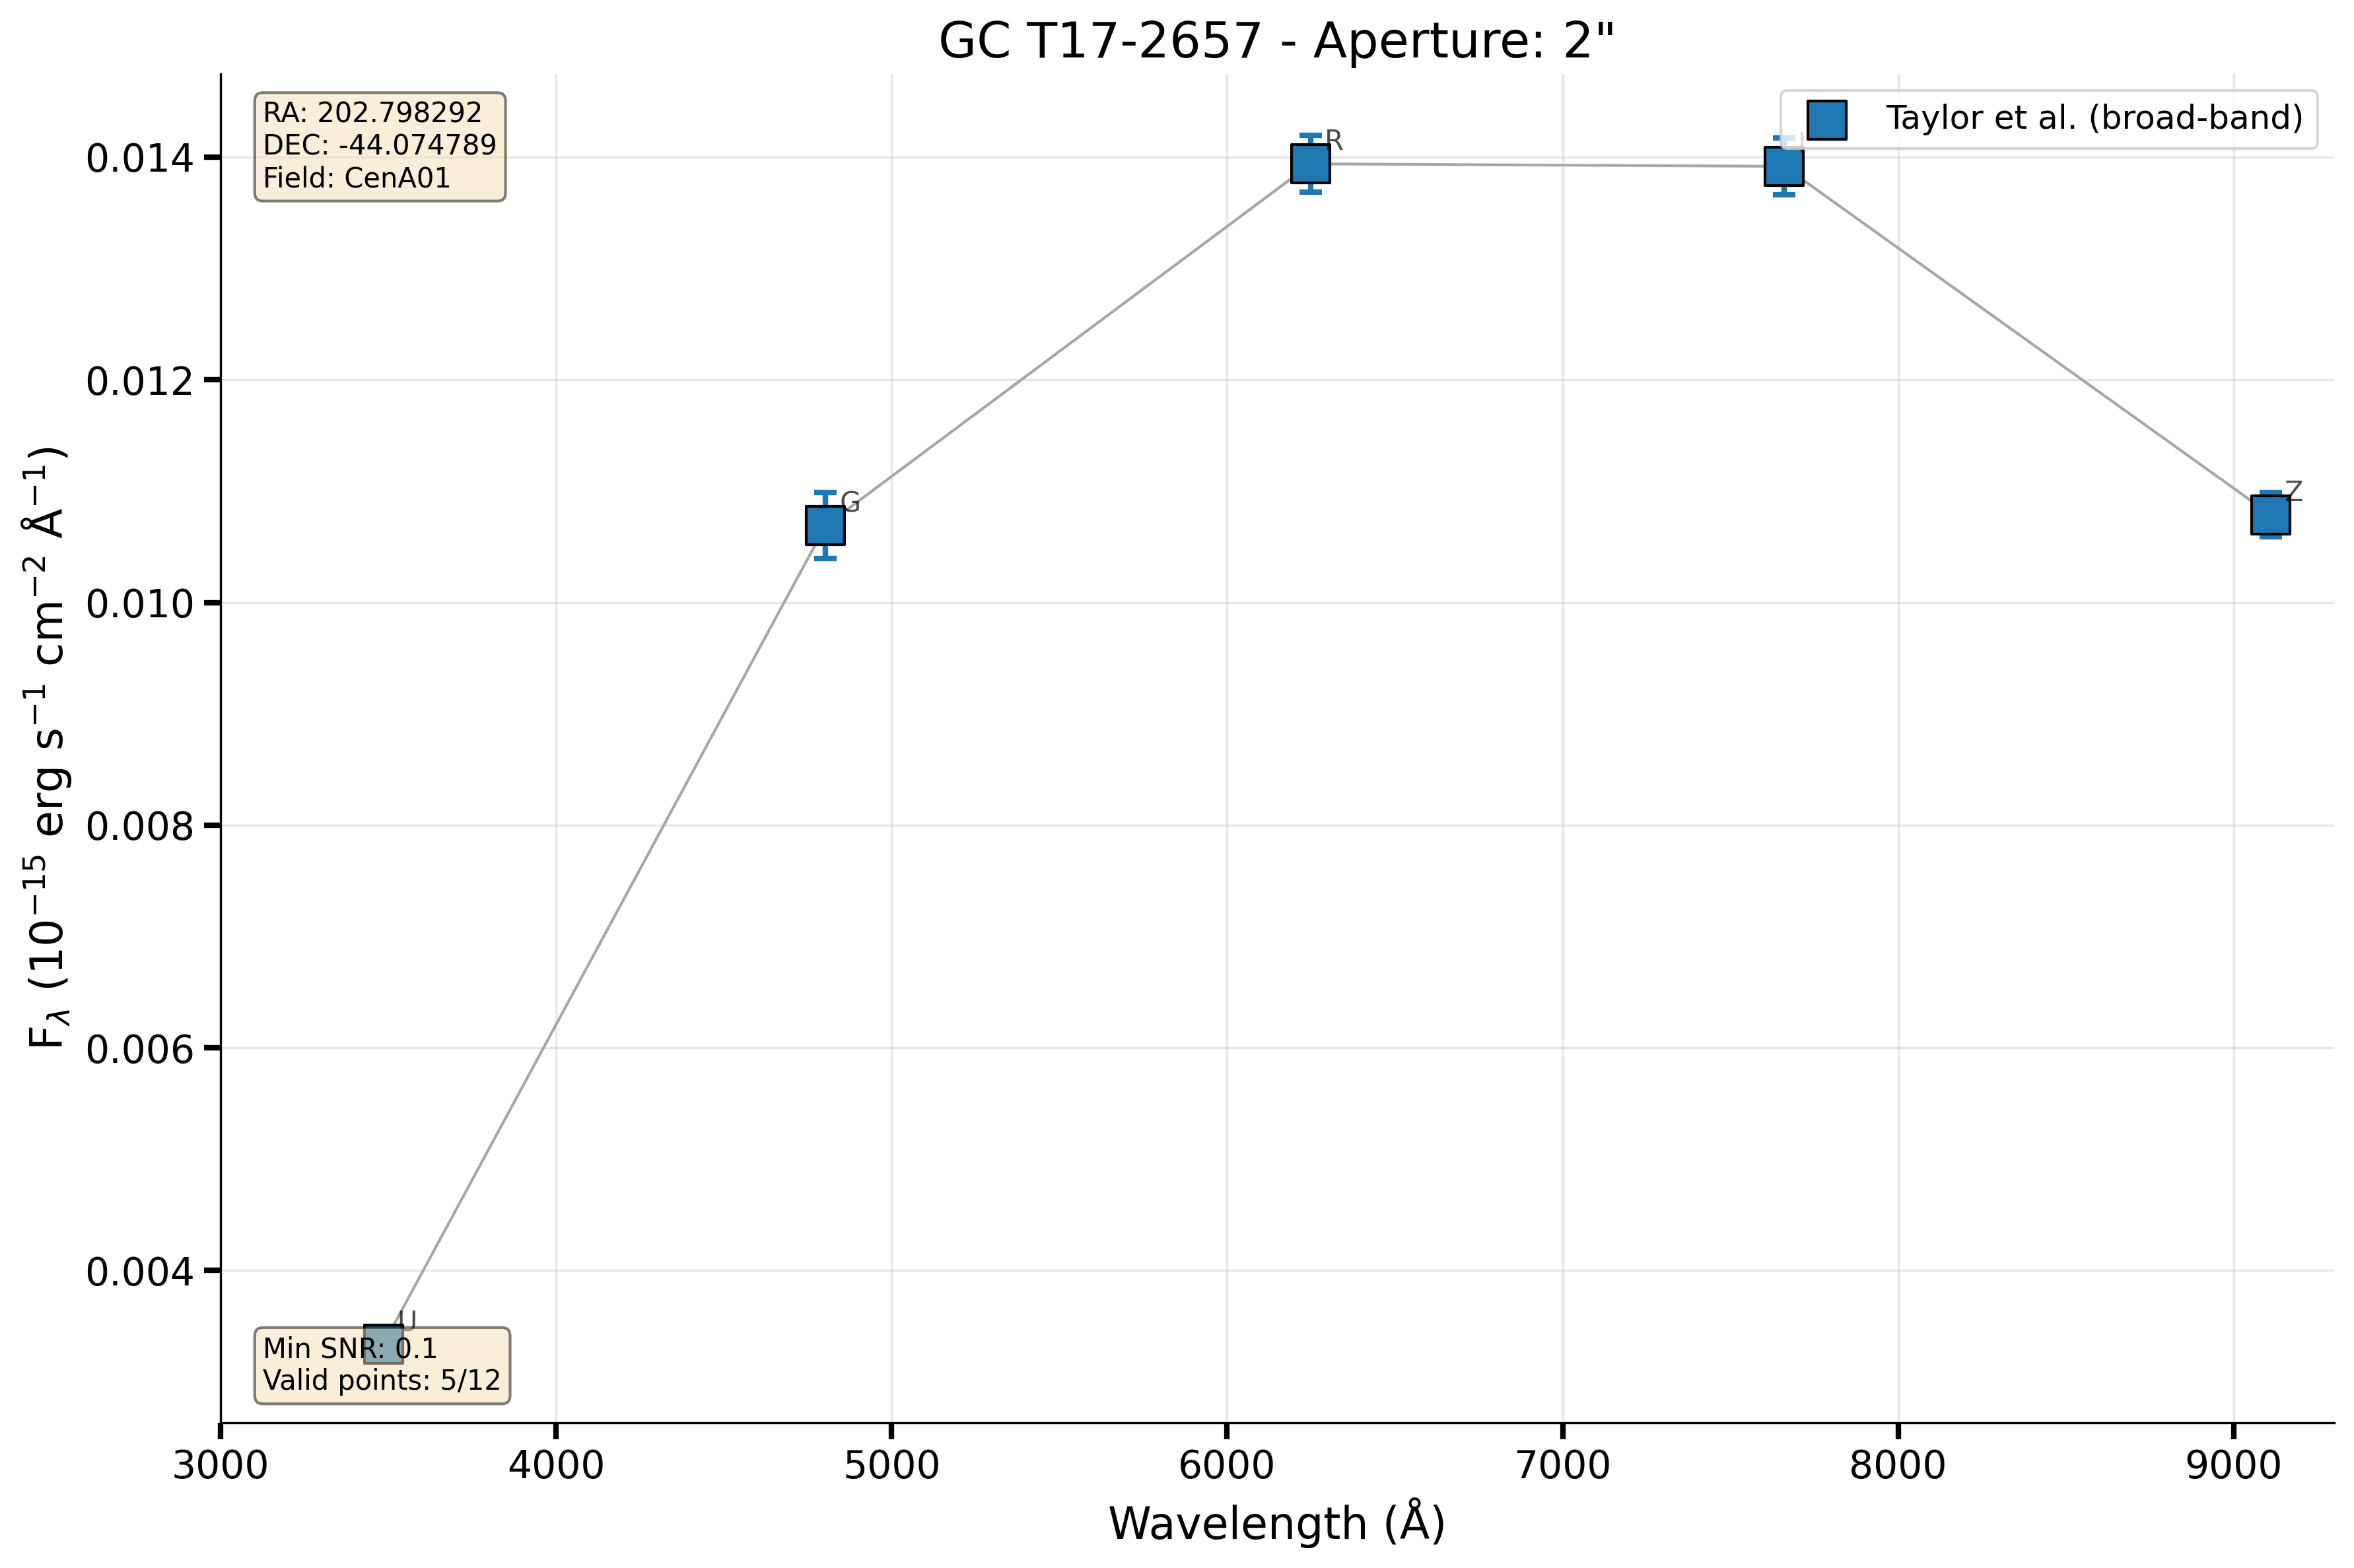 GC T17-2657 - Aperture: 2"
RA: 202.798292
DEC: -44.074789
Field: CenA01
Taylor et al. (broad-band)
R
I
G
Z
U
Min SNR: 0.1
Valid points: 5/12
0.014
0.012
0.010
0.008
0.006
0.004
F_λ (10⁻¹⁵ erg s⁻¹ cm⁻² Å⁻¹)
3000 4000 5000 6000 7000 8000 9000
Wavelength (Å)